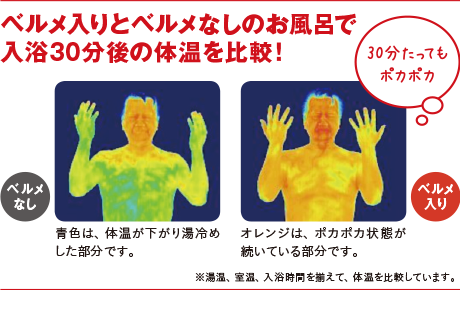 ベルメ入りとベルメなしのお風呂で
入浴30分後の体温を比較!
30分たっても
ポカポカ
ベルメ
なし
ベルメ
入り
青色は、体温が下がり湯冷め
した部分です。
オレンジは、ポカポカ状態が
続いている部分です。
※湯温、室温、入浴時間を揃えて、体温を比較しています。